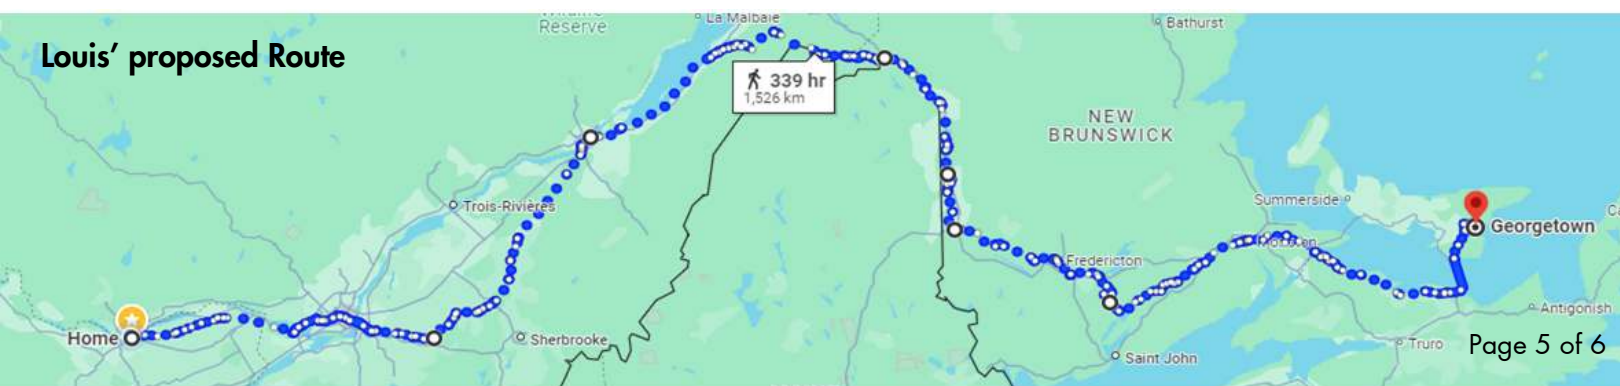 Reserve
La Malbaie
Bathurst
Louis' proposed Route
339 hr
1,526 km
NEW
BRUNSWICK
Trois-Rivières
Summerside
Georgetown
Fredericton
Moncton
Antigonish
Home
Sherbrooke
Truro
Page 5 of 6
Saint John